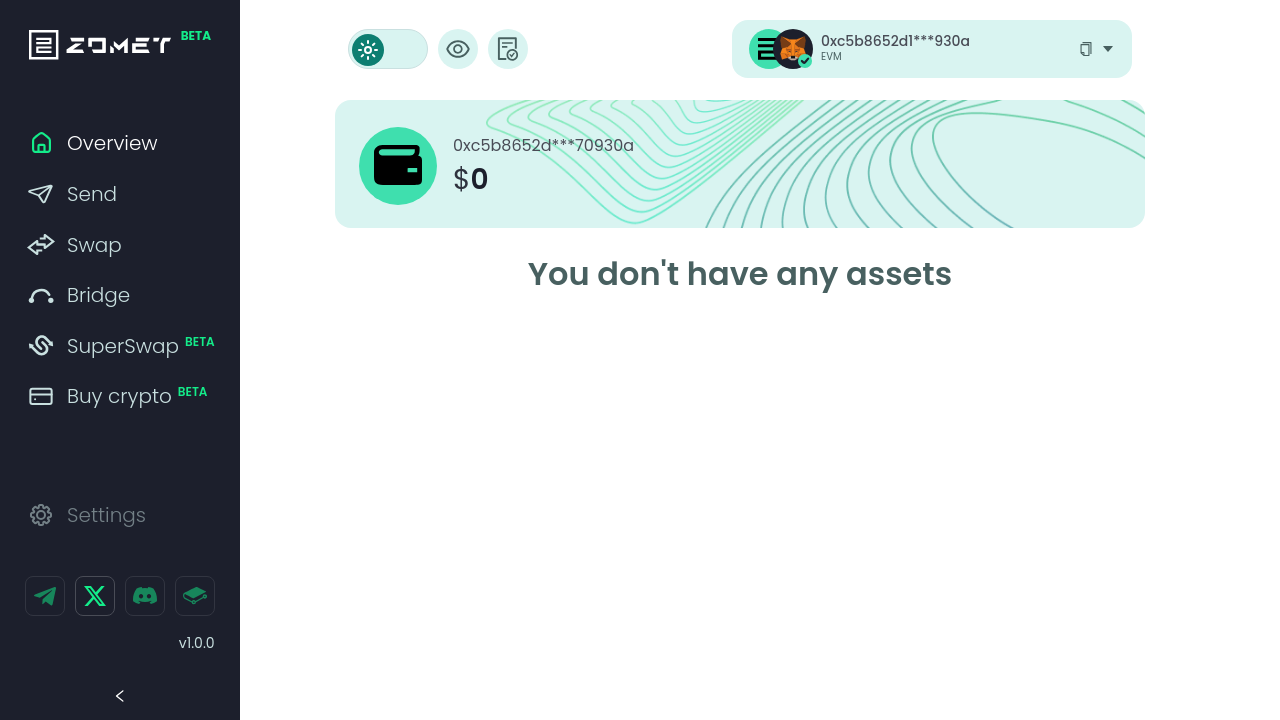 ZOMET BETA
Overview
Send
Swap
Bridge
SuperSwap BETA
Buy crypto BETA
Settings
v1.0.0
0xc5b8652d1***930a
EVM
0xc5b8652d***70930a
$0
You don't have any assets